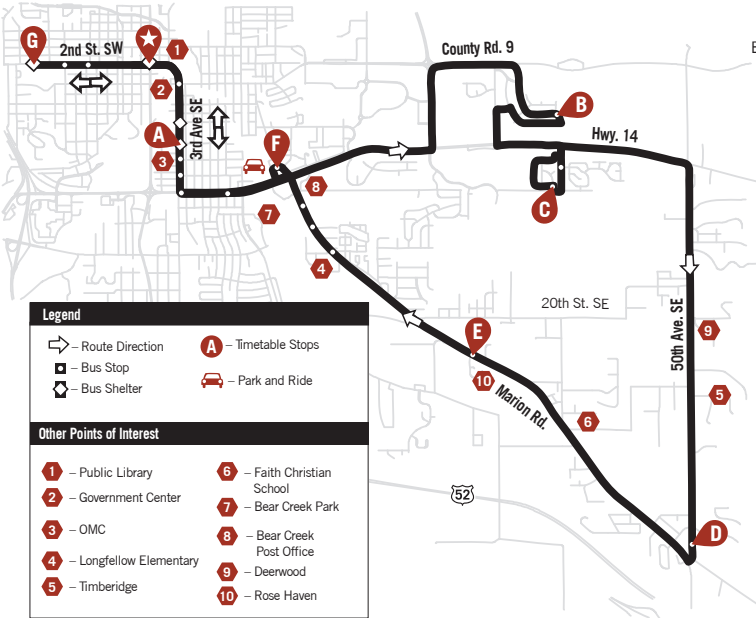 G
2nd St. SW
1
2
3rd Ave SE
A
3
F
8
7
4
County Rd. 9
B
Hwy. 14
C
20th St. SE
50th Ave. SE
9
5
E
10
Marion Rd.
6
52
D
E
Legend
– Route Direction
– Bus Stop
– Bus Shelter
A – Timetable Stops
– Park and Ride
Other Points of Interest
1 – Public Library
2 – Government Center
3 – OMC
4 – Longfellow Elementary
5 – Timberidge
6 – Faith Christian
School
7 – Bear Creek Park
8 – Bear Creek
Post Office
9 – Deerwood
10 – Rose Haven